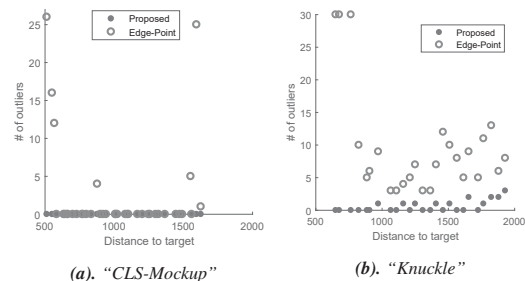 Proposed
Edge-Point
# of outliers
25
20
15
10
5
0
500
1000
1500
2000
Distance to target
(a). "CLS-Mockup"
Proposed
Edge-Point
# of outliers
30
25
20
15
10
5
0
500
1000
1500
2000
Distance to target
(b). "Knuckle"